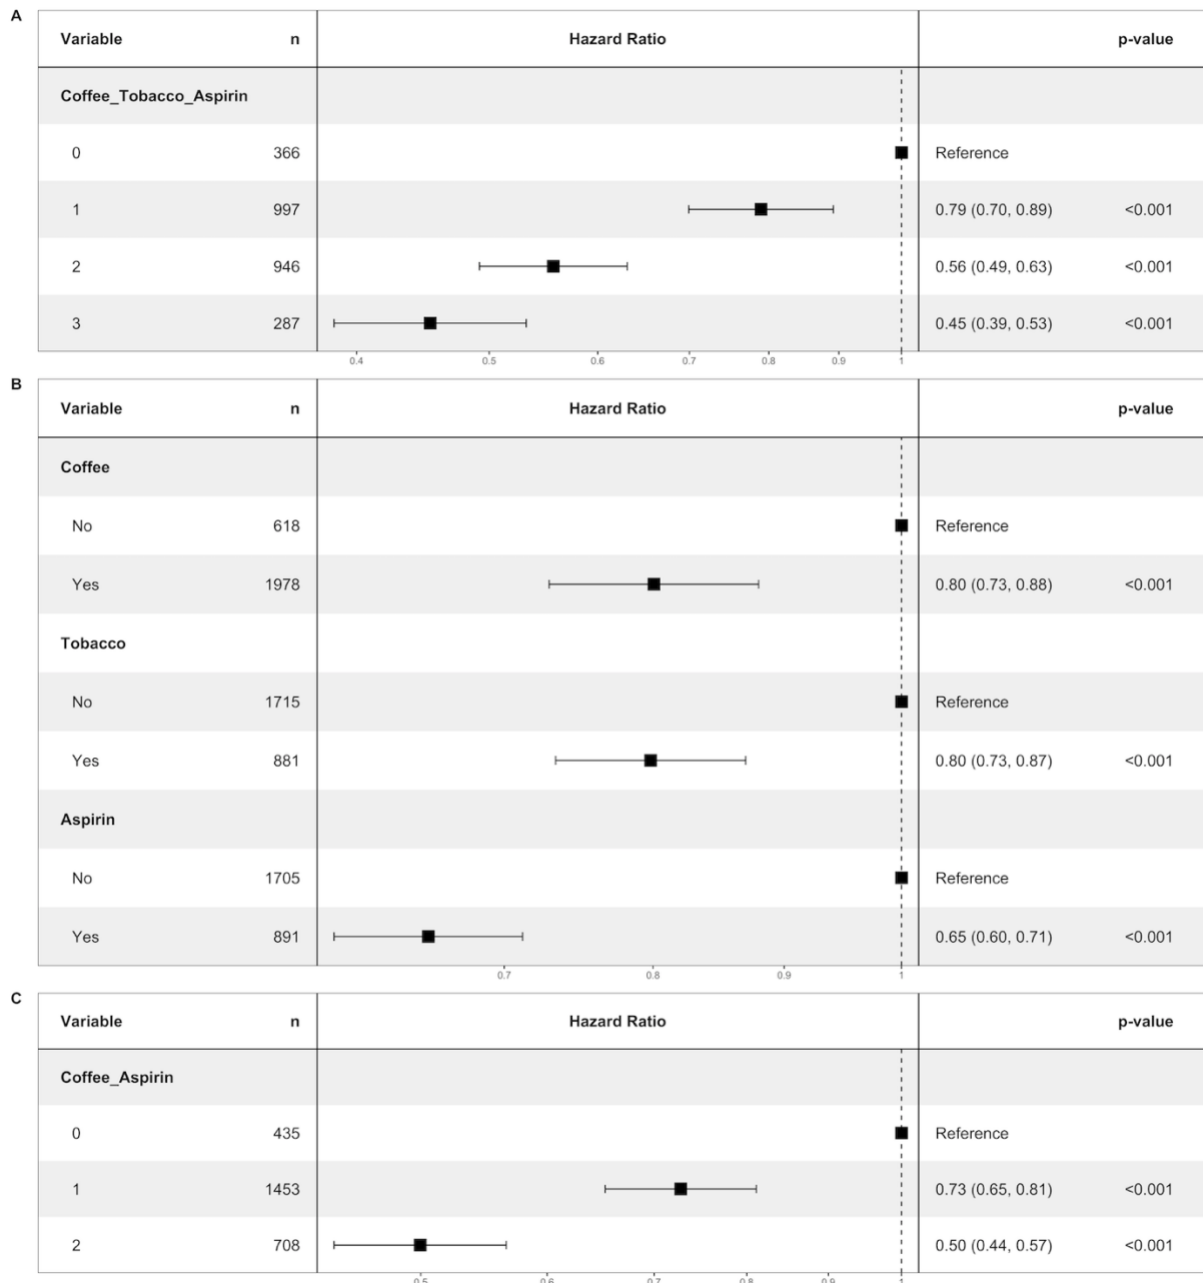 A
Variable n Hazard Ratio p-value
Coffee_Tobacco_Aspirin
0 366 Reference
1 997 0.79 (0.70, 0.89) <0.001
2 946 0.56 (0.49, 0.63) <0.001
3 287 0.45 (0.39, 0.53) <0.001
0.4 0.5 0.6 0.7 0.8 0.9 1
B
Variable n Hazard Ratio p-value
Coffee
No 618 Reference
Yes 1978 0.80 (0.73, 0.88) <0.001
Tobacco
No 1715 Reference
Yes 881 0.80 (0.73, 0.87) <0.001
Aspirin
No 1705 Reference
Yes 891 0.65 (0.60, 0.71) <0.001
0.7 0.8 0.9 1
C
Variable n Hazard Ratio p-value
Coffee_Aspirin
0 435 Reference
1 1453 0.73 (0.65, 0.81) <0.001
2 708 0.50 (0.44, 0.57) <0.001
0.5 0.6 0.7 0.8 0.9 1